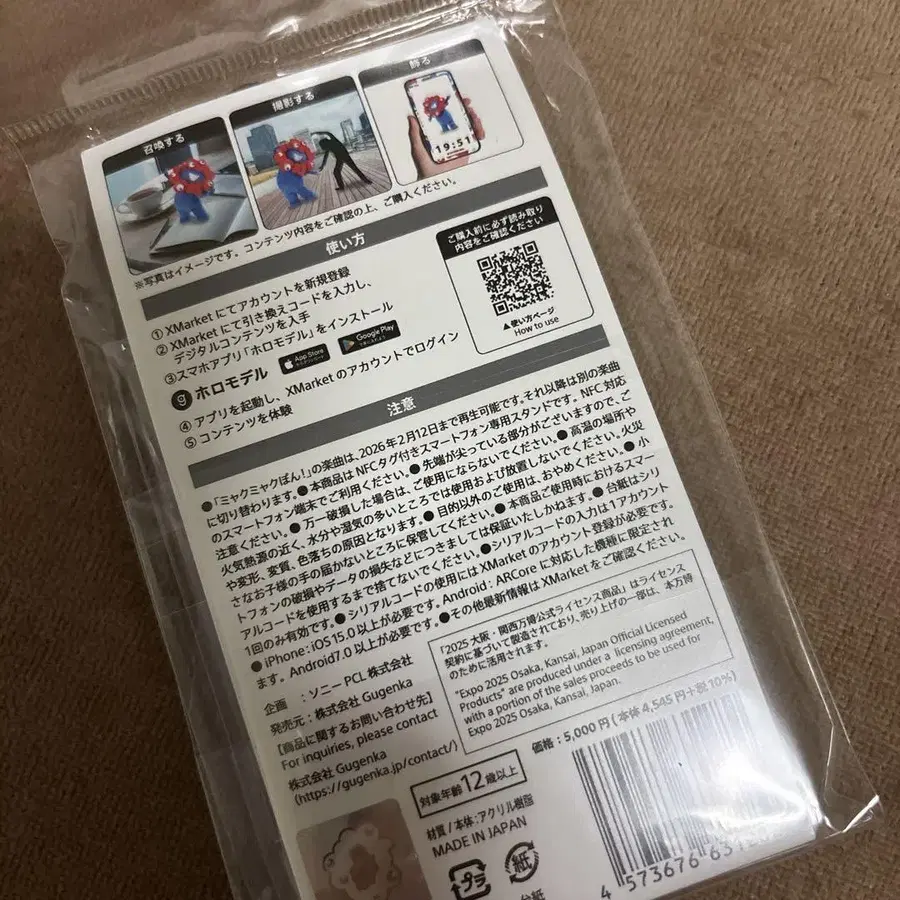 召喚する
撮影する
飾る
19:51
※写真はイメージです。コンテンツ内容をご確認の上、ご購入ください。
使い方
① XMarket にてアカウントを新規登録
② XMarket にて引き換えコードを入力し、
デジタルコンテンツを入手
③スマホアプリ「ホロモデル」をインストール
g ホロモデル
App Store
Google Play
④ アプリを起動し、XMarket のアカウントでログイン
⑤ コンテンツを体験
ご購入前に必ず読み取り
内容をご確認ください
▲ 使い方ページ
How to use
注意
●「ミャクミャクぽん!」の楽曲は、2026年2月12日まで再生可能です。それ以降は別の楽曲
に切り替わります。● 本商品は NFCタグ付きスマートフォン専用スタンドです。NFC 対応
のスマートフォン端末でご利用ください。● 先端が尖っている部分がございますので、ご
注意ください。● 万一破損した場合は、ご使用にならないでください。● 高温の場所や
火気熱源の近く、水分や湿気の多いところでは使用および放置しないでください。火災
や変形、変質、色落ちの原因となります。● 目的以外のご使用は、おやめください。● 小
さなお子様の手の届かないところに保管してください。● 本商品ご使用時におけるスマー
トフォンの破損やデータの損失などにつきましては保証いたしかねます。● 台紙はシリ
アルコードを使用するまで捨てないでください。●シリアルコードの入力は1アカウント
1回のみ有効です。● シリアルコードの使用には XMarket のアカウント登録が必要です。
● iPhone : iOS 15.0 以上が必要です。Android : ARCore に対応した機種に限定され
ます。Android7.0 以上が必要です。●その他最新情報は XMarket をご確認ください。
企画 : ソニー PCL 株式会社
発売元 : 株式会社 Gugenka
【商品に関するお問い合わせ先】
For inquiries, please contact
株式会社 Gugenka
(https://gugenka.jp/contact/)
「2025 大阪・関西万博公式ライセンス商品」はライセンス
契約に基づいて製造されており、売り上げの一部は、本万博
のために活用されます。
"Expo 2025 Osaka, Kansai, Japan Official Licensed
Products" are produced under a licensing agreement,
with a portion of the sales proceeds to be used for
Expo 2025 Osaka, Kansai, Japan.
価格 : 5,000 円 (本体 4,545 円+税 10%)
対象年齢12歳以上
材質 / 本体 : アクリル樹脂
MADE IN JAPAN
プラ
紙
台紙
4 573676 63